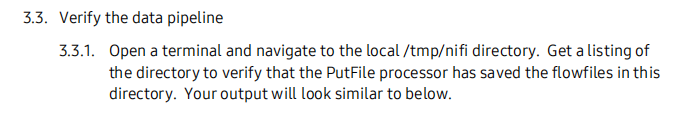 3.3. Verify the data pipeline
3.3.1. Open a terminal and navigate to the local /tmp/nifi directory. Get a listing of
the directory to verify that the PutFile processor has saved the flowfiles in this
directory. Your output will look similar to below.